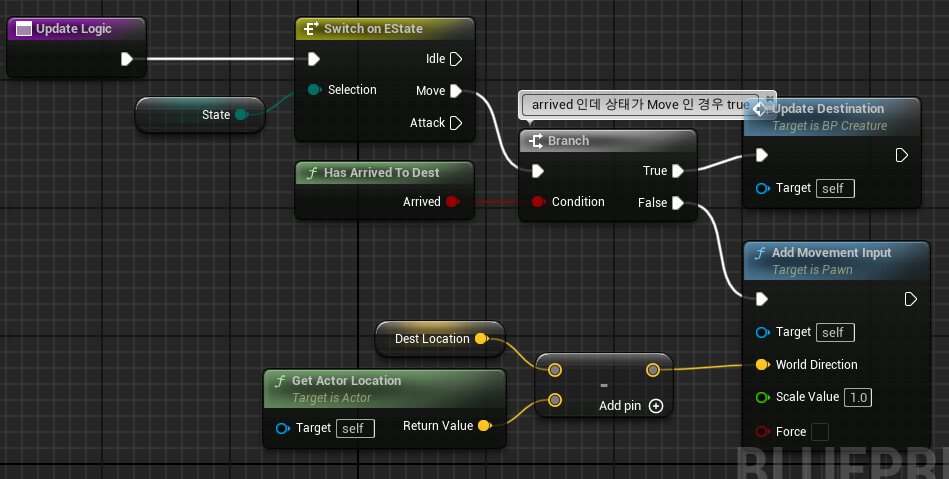 Update Logic
Switch on EState
Idle
Selection
Move
Attack
State
Has Arrived To Dest
Arrived
arrived 인데 상태가 Move 인 경우 true
Branch
True
Condition
False
Update Destination
Target is BP Creature
Target self
Add Movement Input
Target is Pawn
Target self
World Direction
Scale Value 1.0
Force
Dest Location
Get Actor Location
Target is Actor
Target self
Return Value
-
Add pin